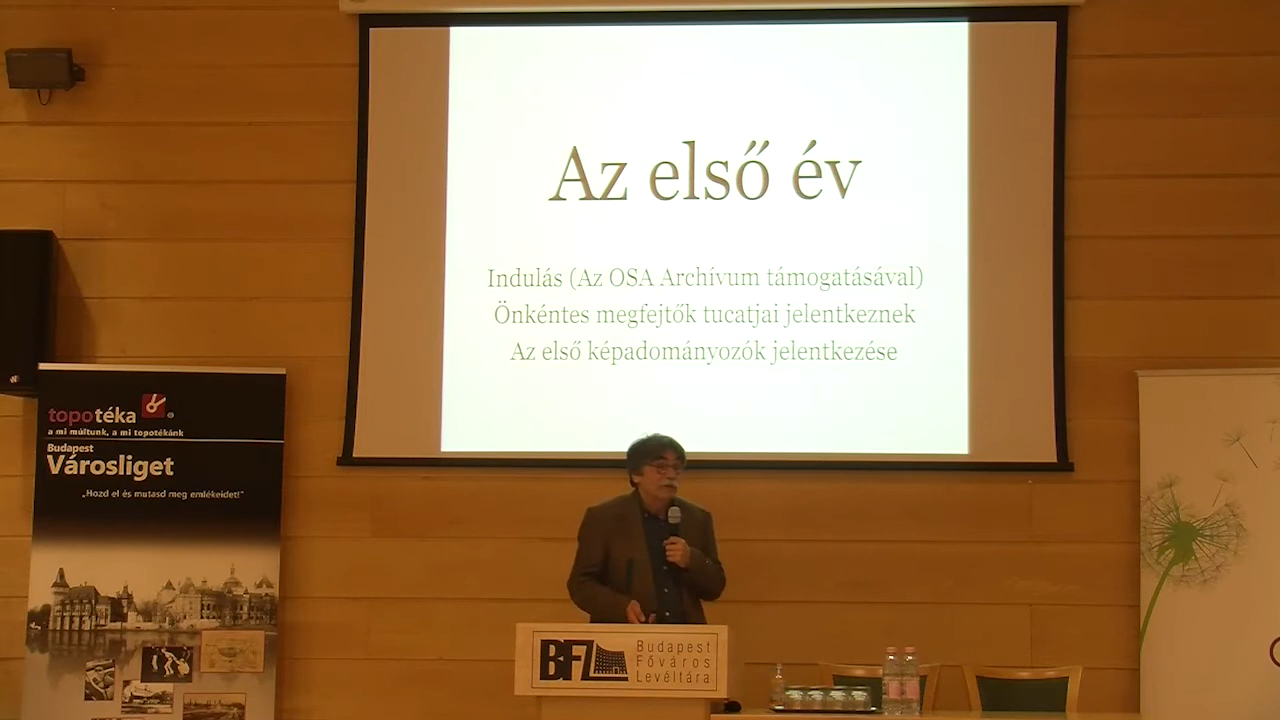 Az első év
Indulás (Az OSA Archívum támogatásával)
Önkéntes megfejtők tucatjai jelentkeznek
Az első képadományozók jelentkezése
topotéka
a mi múltunk, a mi topotékánk
Budapest
Városliget
„Hozd el és mutasd meg emlékeidet!"
BFL
Budapest
Főváros
Levéltára